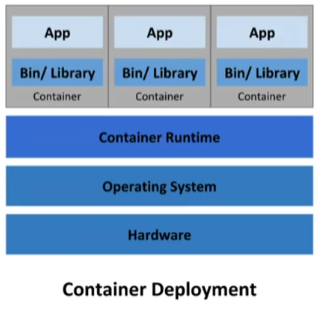 App App App
Bin/ Library Bin/ Library Bin/ Library
Container Container Container
Container Runtime
Operating System
Hardware
Container Deployment